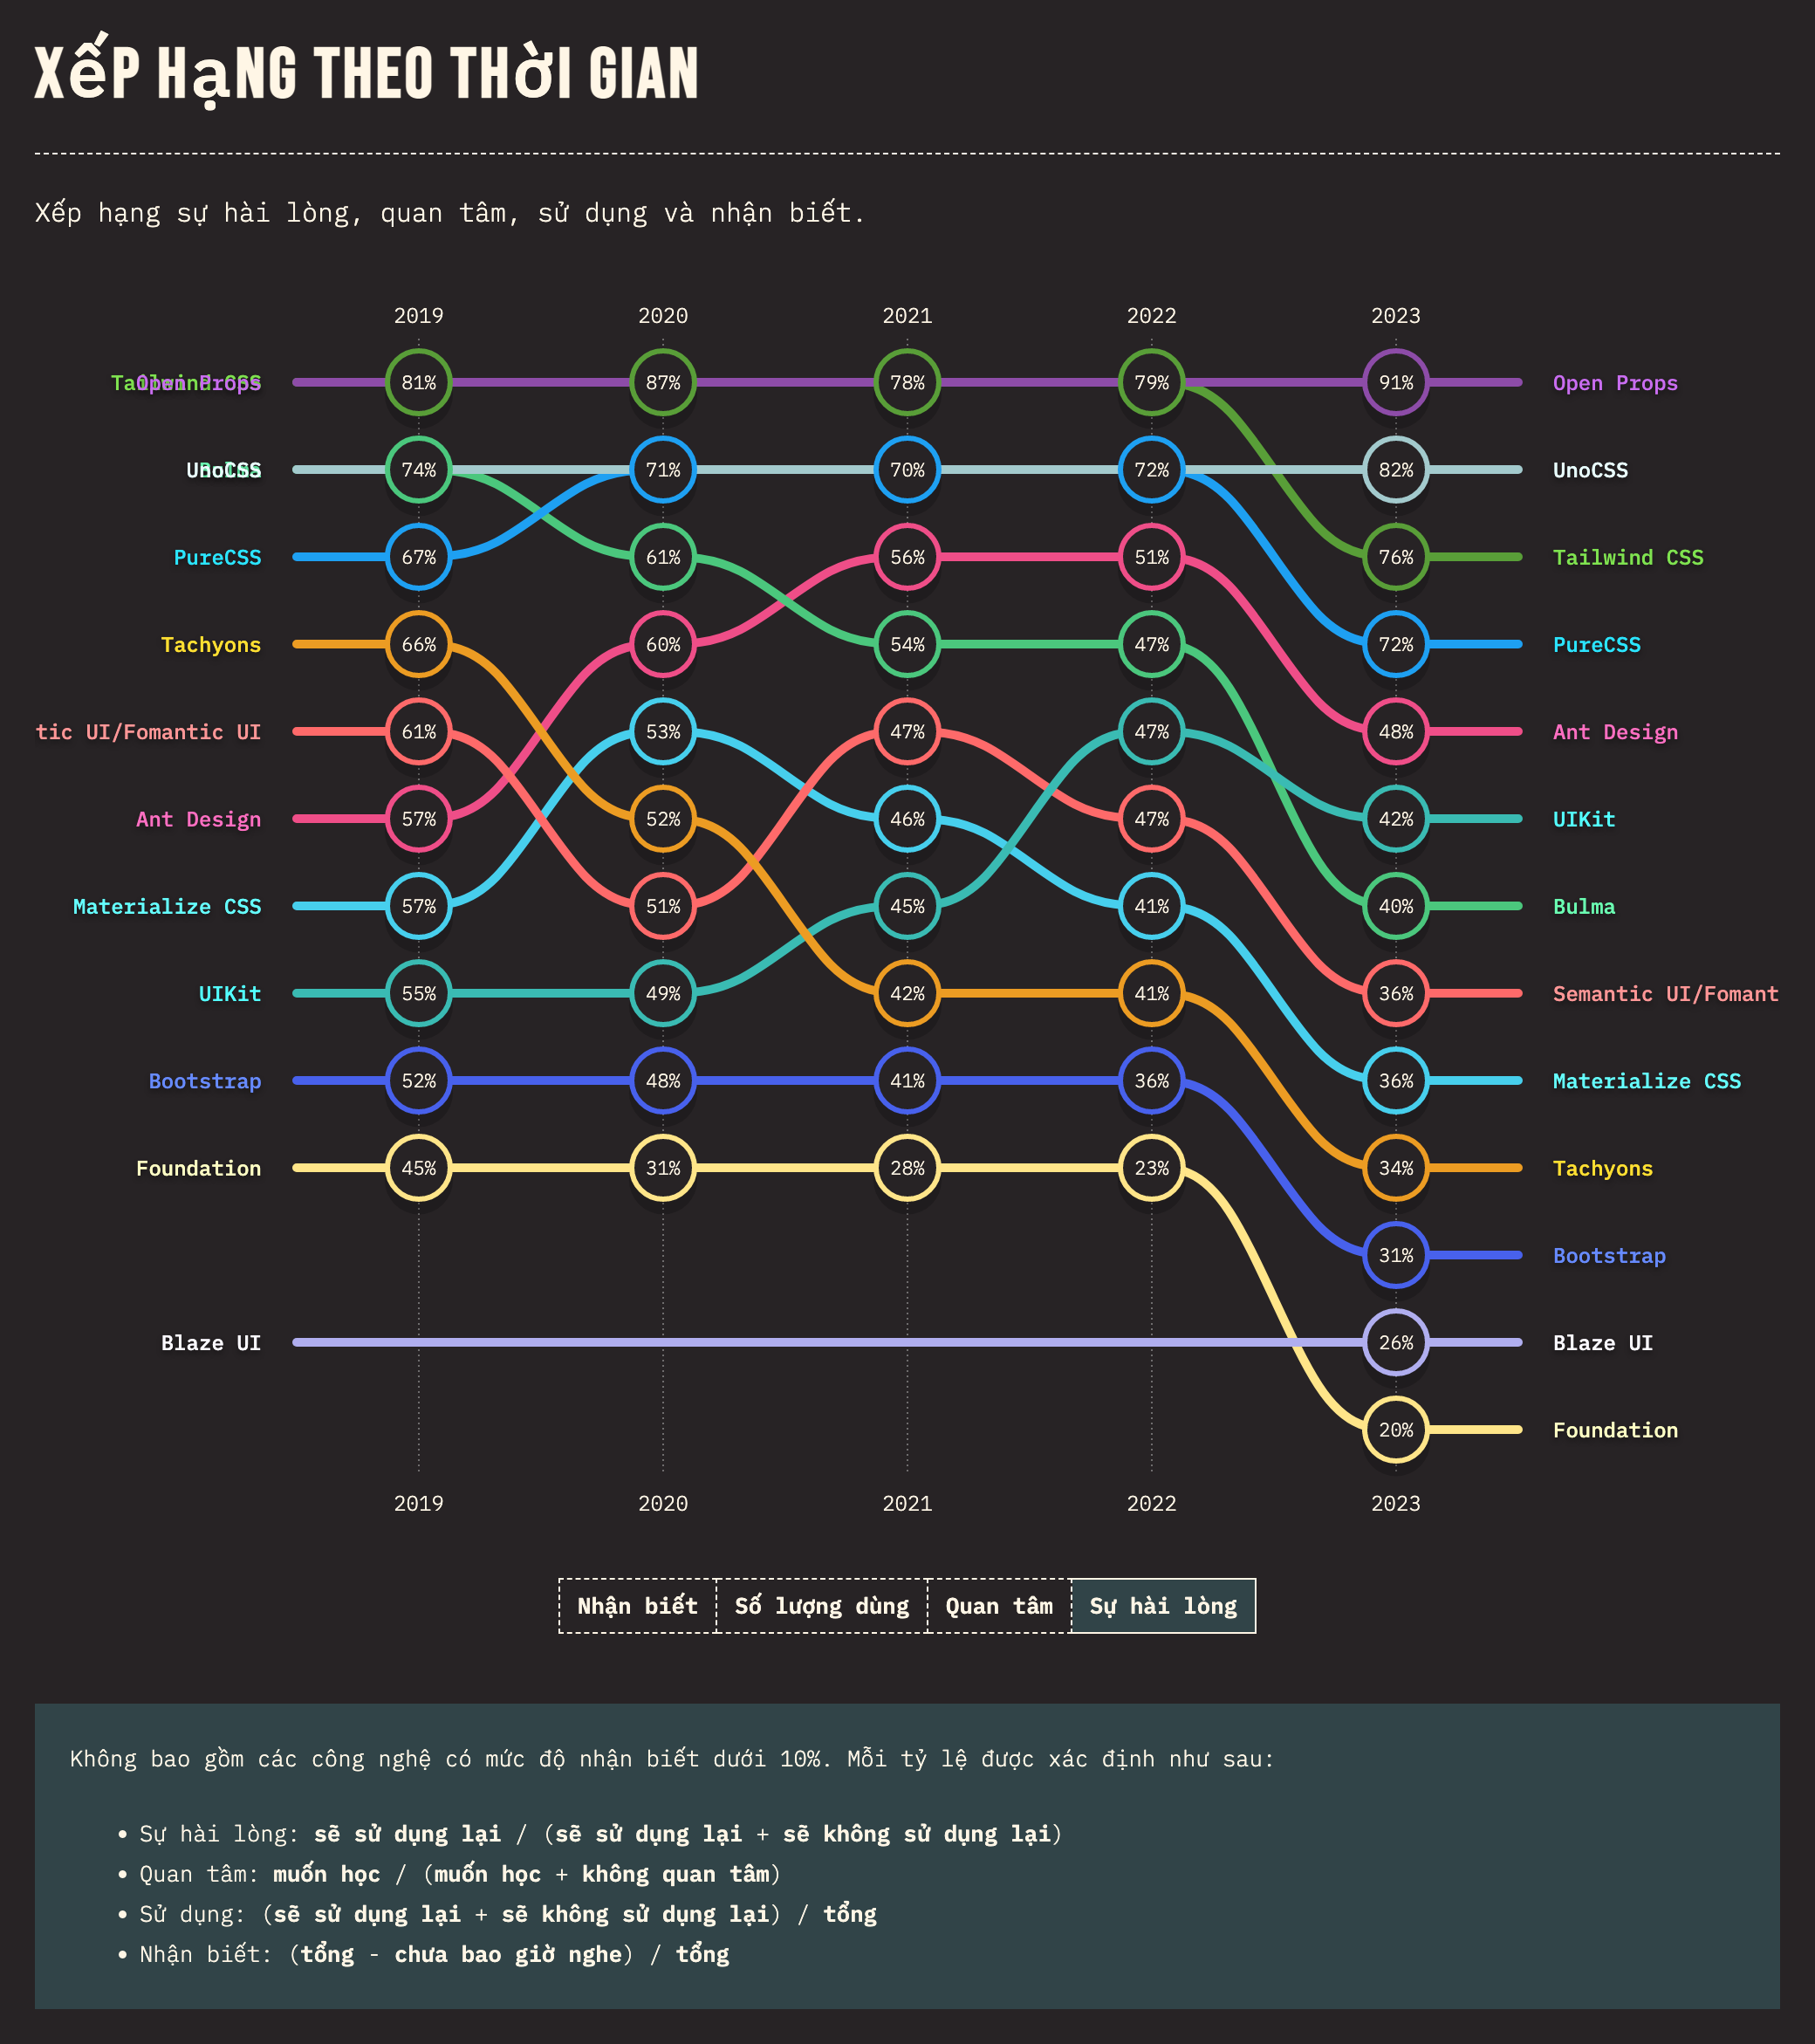 XếP HạNG THEO THờI GIAN
Xếp hạng sự hài lòng, quan tâm, sử dụng và nhận biết.
2019 2020 2021 2022 2023
Tailwind CSS Open Props 81% 87% 78% 79% 91% Open Props
UnoCSS Bulma 74% 71% 70% 72% 82% UnoCSS
PureCSS 67% 61% 56% 51% 76% Tailwind CSS
Tachyons 66% 60% 54% 47% 72% PureCSS
tic UI/Fomantic UI 61% 53% 47% 47% 48% Ant Design
Ant Design 57% 52% 46% 47% 42% UIKit
Materialize CSS 57% 51% 45% 41% 40% Bulma
UIKit 55% 49% 42% 41% 36% Semantic UI/Fomant
Bootstrap 52% 48% 41% 36% 36% Materialize CSS
Foundation 45% 31% 28% 23% 34% Tachyons
31% Bootstrap
Blaze UI 26% Blaze UI
20% Foundation
2019 2020 2021 2022 2023
Nhận biết Số lượng dùng Quan tâm Sự hài lòng
Không bao gồm các công nghệ có mức độ nhận biết dưới 10%. Mỗi tỷ lệ được xác định như sau:
• Sự hài lòng: sẽ sử dụng lại / (sẽ sử dụng lại + sẽ không sử dụng lại)
• Quan tâm: muốn học / (muốn học + không quan tâm)
• Sử dụng: (sẽ sử dụng lại + sẽ không sử dụng lại) / tổng
• Nhận biết: (tổng - chưa bao giờ nghe) / tổng